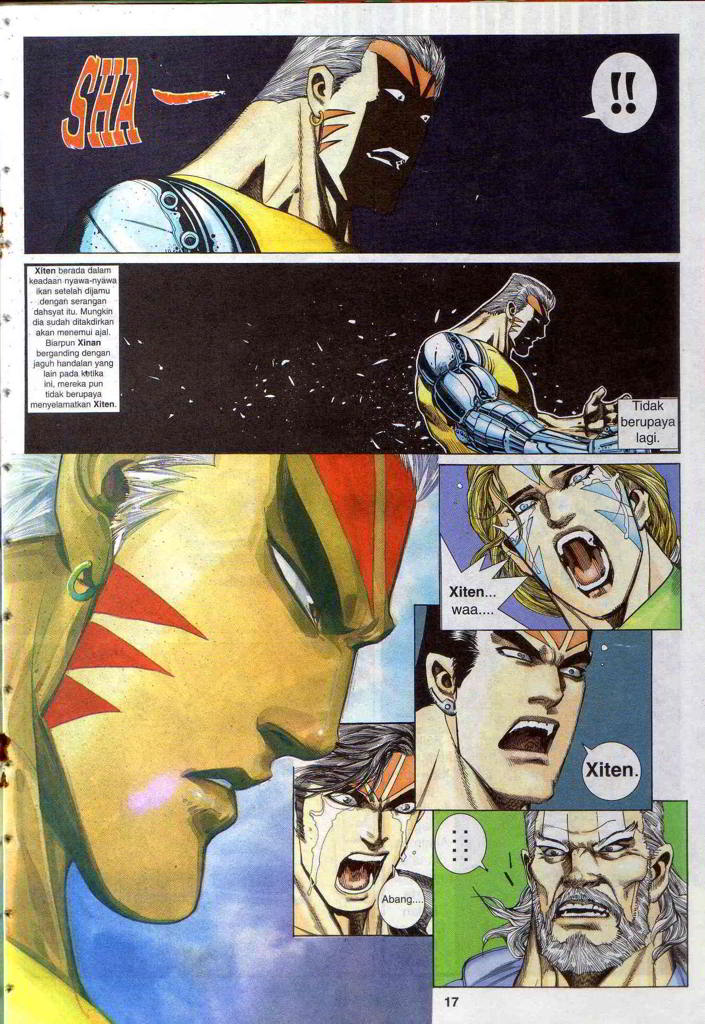 SHA
!!
Xiten berada dalam
keadaan nyawa-nyawa
ikan setelah dijamu
dengan serangan
dahsyat itu. Mungkin
dia sudah ditakdirkan
akan menemui ajal.
Biarpun Xinan
berganding dengan
jaguh handalan yang
lain pada ketika
ini, mereka pun
tidak berupaya
menyelamatkan Xiten.
Tidak
berupaya
lagi.
Xiten...
waa....
Xiten.
Abang....
......
17